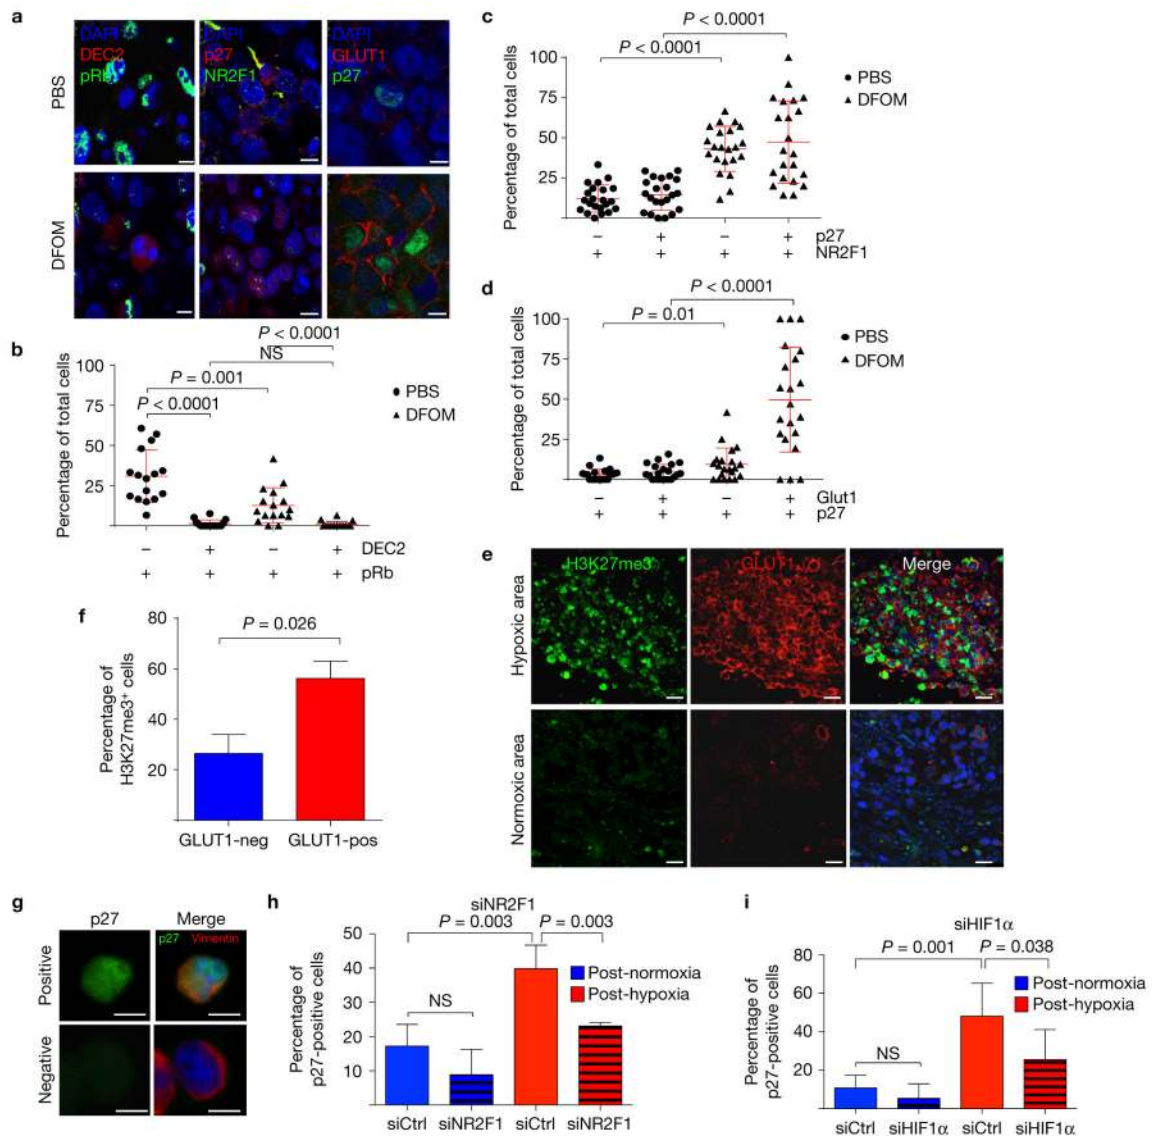 a
DAPI
DEC2
pRb
DAPI
p27
NR2F1
DAPI
GLUT1
p27
PBS
DFOM
b
Percentage of total cells
100
75
50
25
P < 0.0001
NS
P = 0.001
P < 0.0001
PBS
DFOM
– + – + DEC2
+ + + + pRb
c
Percentage of total cells
100
75
50
25
P < 0.0001
P < 0.0001
PBS
DFOM
– + – + p27
+ + + + NR2F1
d
Percentage of total cells
100
75
50
25
P < 0.0001
P = 0.01
PBS
DFOM
– + – + Glut1
+ + + + p27
e
H3K27me3
GLUT1
Merge
Hypoxic area
Normoxic area
f
Percentage of
H3K27me3+ cells
80
60
40
20
P = 0.026
GLUT1-neg GLUT1-pos
g
p27 Merge
p27 Vimentin
Positive
Negative
h
siNR2F1
P = 0.003 P = 0.003
Percentage of
p27-positive cells
50
40
30
20
10
NS
Post-normoxia
Post-hypoxia
siCtrl siNR2F1 siCtrl siNR2F1
i
siHIF1α
P = 0.001 P = 0.038
Percentage of
p27-positive cells
80
60
40
20
NS
Post-normoxia
Post-hypoxia
siCtrl siHIF1α siCtrl siHIF1α